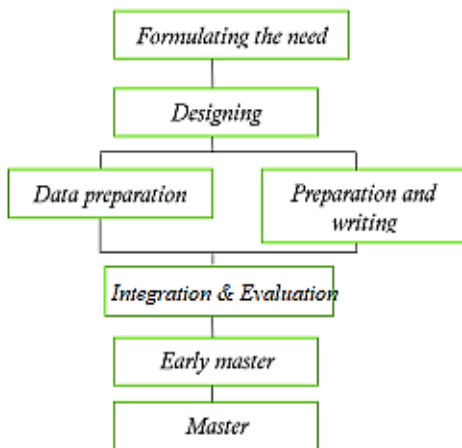 Formulating the need
Designing
Data preparation
Preparation and
writing
Integration & Evaluation
Early master
Master